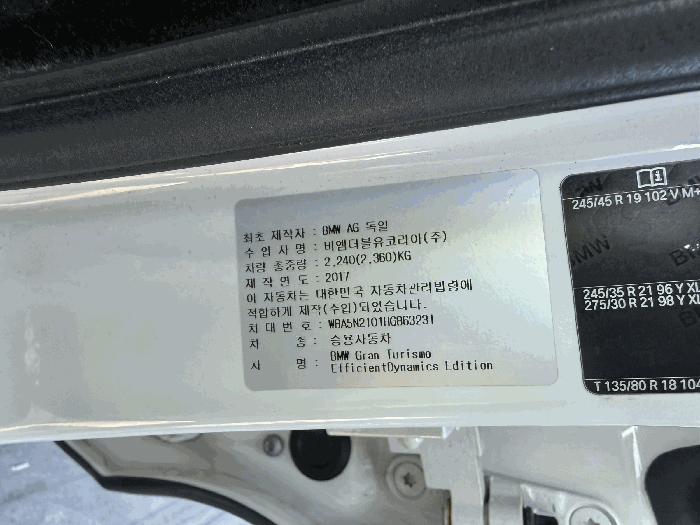 최초 제작자 : BMW AG 독일
수 입 사 명 : 비엠더블유코리아(주)
차량 총중량 : 2,240(2,360)KG
제 작 연 도 : 2017
이 자동차는 대한민국 자동차관리법령에
적합하게 제작(수입)되었습니다.
차 대 번 호 : WBA5N2101HG863231
차 종 : 승용자동차
사 명 : BMW Gran Turismo
EfficientDynamics Edition
245/45 R 19 102 V M+
BMW
245/35 R 21 96 Y XL
275/30 R 21 98 Y XL
T 135/80 R 18 104